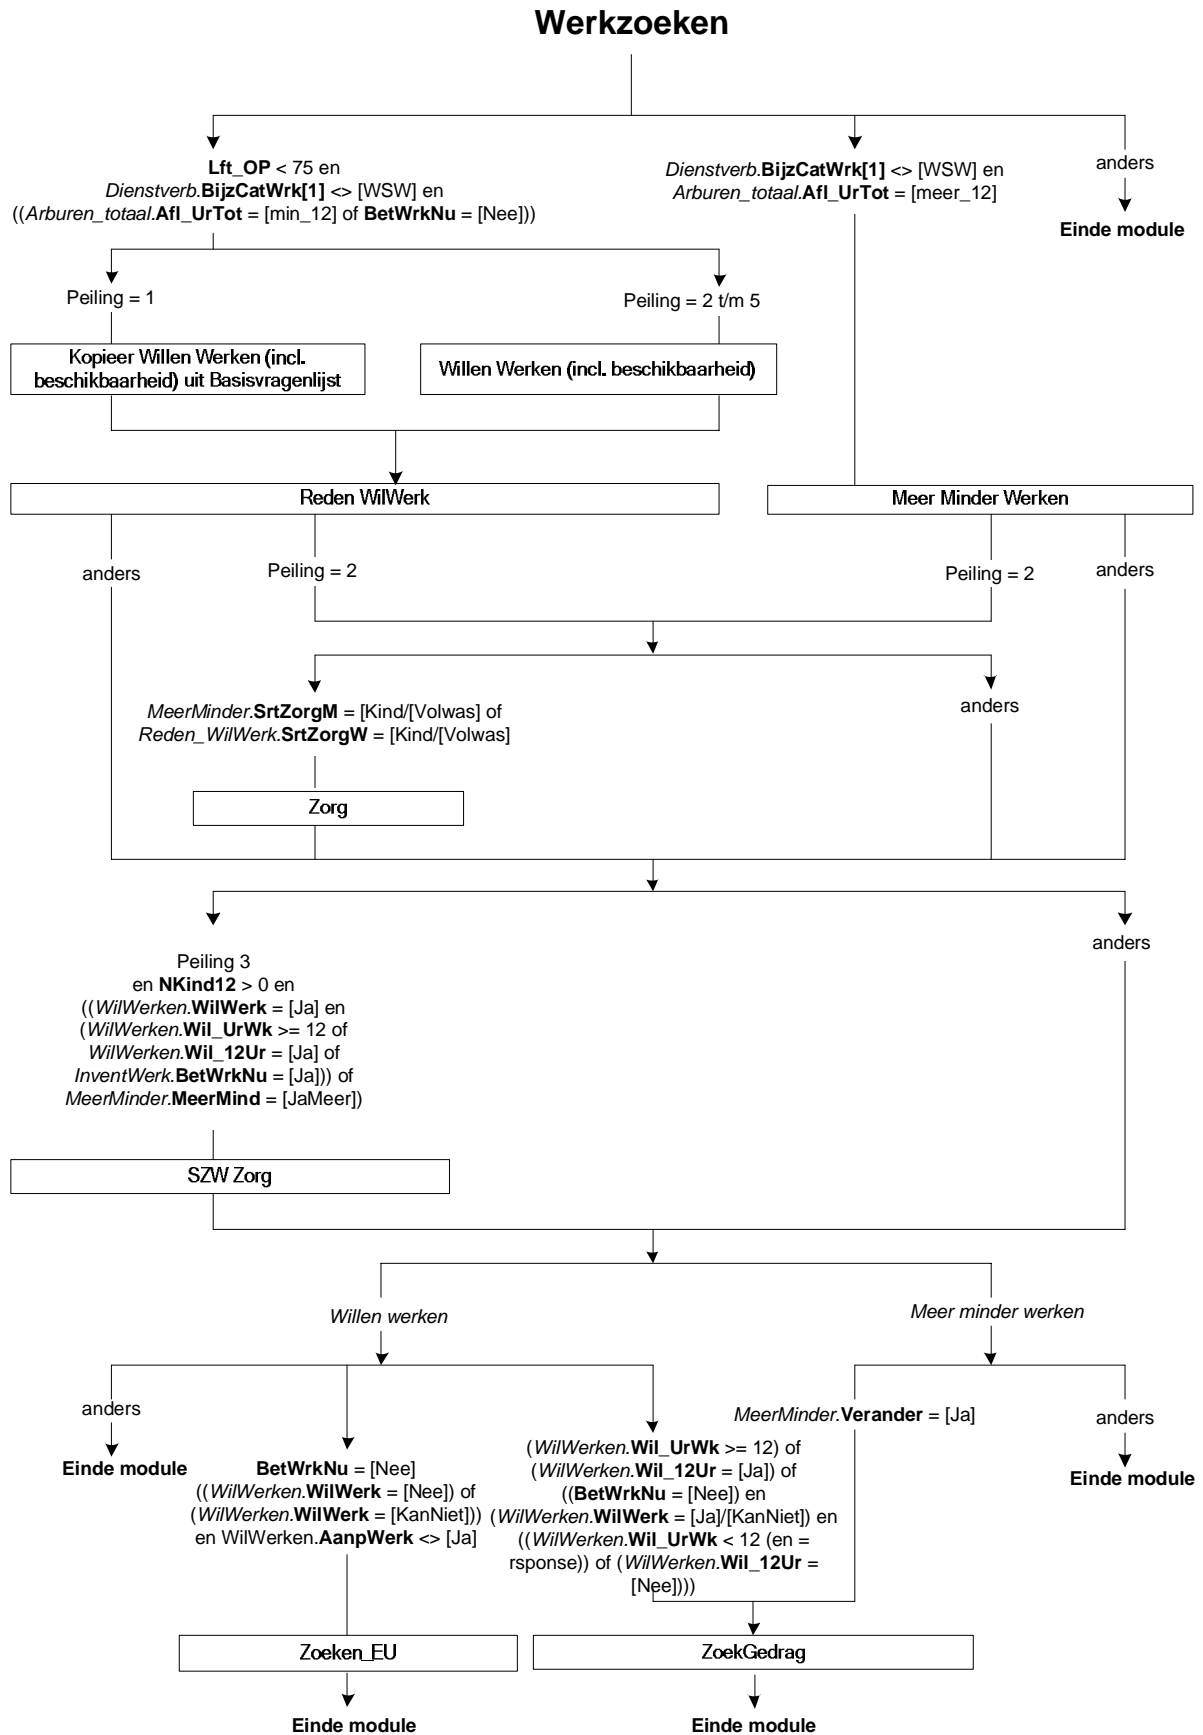 Werkzoeken
Lft_OP < 75 en
Dienstverb.BijzCatWrk[1] <> [WSW] en
((Arburen_totaal.Afl_UrTot = [min_12] of BetWrkNu = [Nee]))
Dienstverb.BijzCatWrk[1] <> [WSW] en
Arburen_totaal.Afl_UrTot = [meer_12]
anders
Einde module
Peiling = 1
Peiling = 2 t/m 5
Kopieer Willen Werken (incl.
beschikbaarheid) uit Basisvragenlijst
Willen Werken (incl. beschikbaarheid)
Reden WilWerk
Meer Minder Werken
anders
Peiling = 2
Peiling = 2
anders
MeerMinder.SrtZorgM = [Kind/[Volwas] of
Reden_WilWerk.SrtZorgW = [Kind/[Volwas]
anders
Zorg
Peiling 3
en NKind12 > 0 en
((WilWerken.WilWerk = [Ja] en
(WilWerken.Wil_UrWk >= 12 of
WilWerken.Wil_12Ur = [Ja] of
InventWerk.BetWrkNu = [Ja])) of
MeerMinder.MeerMind = [JaMeer])
anders
SZW Zorg
Willen werken
Meer minder werken
anders
Einde module
BetWrkNu = [Nee]
((WilWerken.WilWerk = [Nee]) of
(WilWerken.WilWerk = [KanNiet]))
en WilWerken.AanpWerk <> [Ja]
(WilWerken.Wil_UrWk >= 12) of
(WilWerken.Wil_12Ur = [Ja]) of
((BetWrkNu = [Nee]) en
(WilWerken.WilWerk = [Ja]/[KanNiet]) en
((WilWerken.Wil_UrWk < 12 (en =
rsponse)) of (WilWerken.Wil_12Ur =
[Nee])))
MeerMinder.Verander = [Ja]
anders
Einde module
Zoeken_EU
ZoekGedrag
Einde module
Einde module